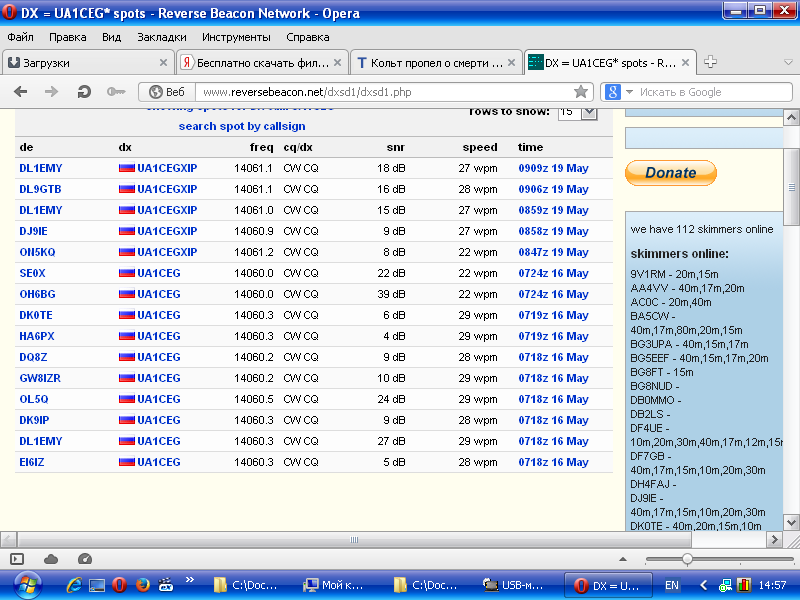 DX = UA1CEG* spots - Reverse Beacon Network - Opera
Файл Правка Вид Закладки Инструменты Справка
Загрузки Бесплатно скачать фил... Кольт пропел о смерти ... DX = UA1CEG* spots - R...
Веб www.reversebeacon.net/dxsd1/dxsd1.php Искать в Google
rows to show: 15
search spot by callsign
de dx freq cq/dx snr speed time
DL1EMY UA1CEGXIP 14061.1 CW CQ 18 dB 27 wpm 0909z 19 May
DL9GTB UA1CEGXIP 14061.1 CW CQ 16 dB 28 wpm 0906z 19 May
DL1EMY UA1CEGXIP 14061.0 CW CQ 15 dB 27 wpm 0859z 19 May
DJ9IE UA1CEGXIP 14060.9 CW CQ 9 dB 27 wpm 0858z 19 May
ON5KQ UA1CEGXIP 14061.2 CW CQ 8 dB 22 wpm 0847z 19 May
SE0X UA1CEG 14060.0 CW CQ 22 dB 22 wpm 0724z 16 May
OH6BG UA1CEG 14060.0 CW CQ 39 dB 22 wpm 0724z 16 May
DK0TE UA1CEG 14060.3 CW CQ 6 dB 29 wpm 0719z 16 May
HA6PX UA1CEG 14060.3 CW CQ 4 dB 29 wpm 0719z 16 May
DQ8Z UA1CEG 14060.2 CW CQ 9 dB 28 wpm 0718z 16 May
GW8IZR UA1CEG 14060.2 CW CQ 10 dB 29 wpm 0718z 16 May
OL5Q UA1CEG 14060.5 CW CQ 24 dB 29 wpm 0718z 16 May
DK9IP UA1CEG 14060.3 CW CQ 9 dB 28 wpm 0718z 16 May
DL1EMY UA1CEG 14060.3 CW CQ 27 dB 29 wpm 0718z 16 May
EI6IZ UA1CEG 14060.3 CW CQ 5 dB 28 wpm 0718z 16 May
Donate
we have 112 skimmers online
skimmers online:
9V1RM - 20m,15m
AA4VV - 40m,17m,20m
AC0C - 20m,40m
BA5CW -
40m,17m,80m,20m,15m
BG3UPA - 40m,15m,17m
BG5EEF - 40m,15m,17m,20m
BG8FT - 15m
BG8NUD -
DB0MMO -
DB2LS -
DF4UE -
10m,20m,30m,40m,17m,12m,15m
DF7GB -
40m,17m,15m,10m,20m,30m
DH4FAJ -
DJ9IE -
40m,17m,15m,10m,20m,30m
DK0TE - 40m,20m,15m,10m
C:\Doc... Мой к... C:\Doc... USB-м... DX = U... EN 14:57